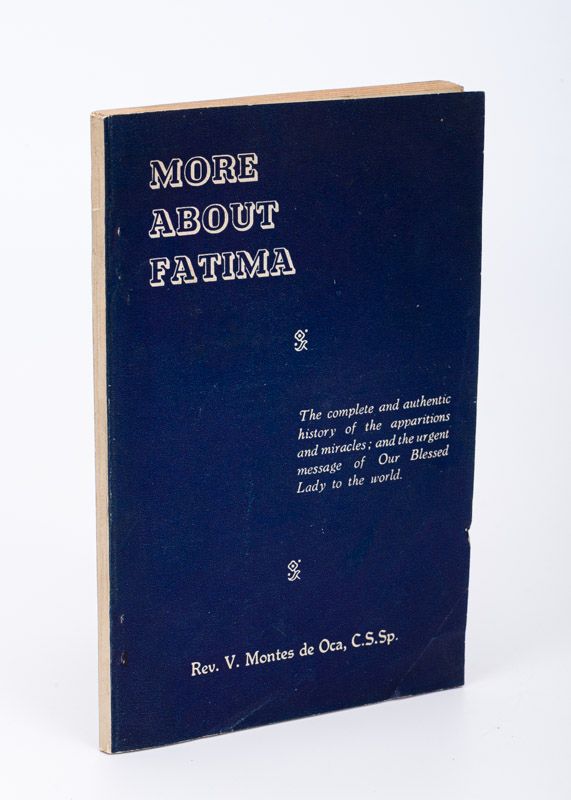 MORE
ABOUT
FATIMA
The complete and authentic
history of the apparitions
and miracles; and the urgent
message of Our Blessed
Lady to the world.
Rev. V. Montes de Oca, C.S.Sp.